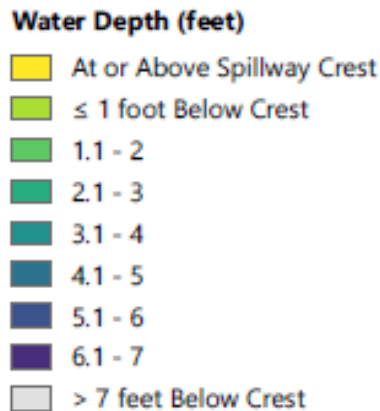 Water Depth (feet)
At or Above Spillway Crest
≤ 1 foot Below Crest
1.1 - 2
2.1 - 3
3.1 - 4
4.1 - 5
5.1 - 6
6.1 - 7
> 7 feet Below Crest